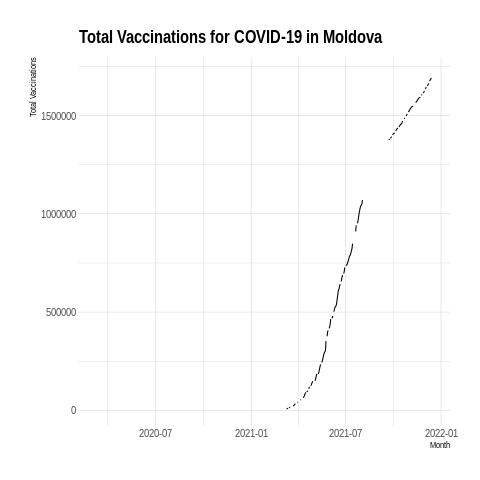 Total Vaccinations for COVID-19 in Moldova
Total Vaccinations
1500000
1000000
500000
0
2020-07 2021-01 2021-07 2022-01
Month